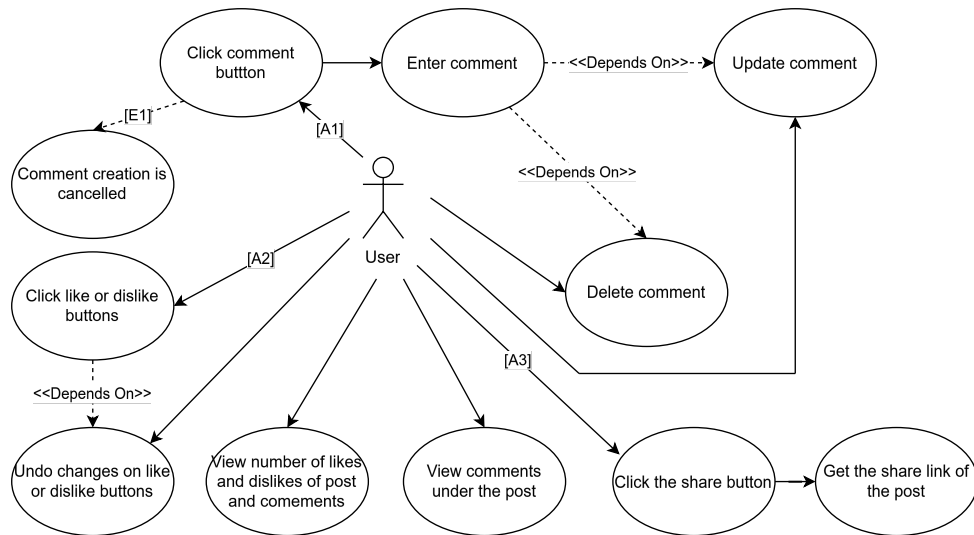 Click comment
buttton
Enter comment
<<Depends On>>
Update comment
[E1]
[A1]
Comment creation is
cancelled
<<Depends On>>
[A2]
User
Click like or dislike
buttons
Delete comment
[A3]
<<Depends On>>
Undo changes on like
or dislike buttons
View number of likes
and dislikes of post
and comements
View comments
under the post
Click the share button
Get the share link of
the post